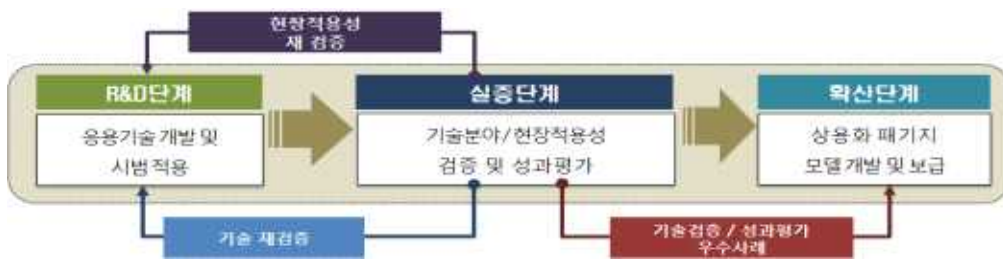 현장적용성
재 검증
R&D단계
실증단계
확산단계
응용기술 개발 및
시범 적용
기술분야/현장적용성
검증 및 성과평가
상용화 패기지
모델 개발 및 보급
기술 재검증
기술검증 / 성과평가
우수사례